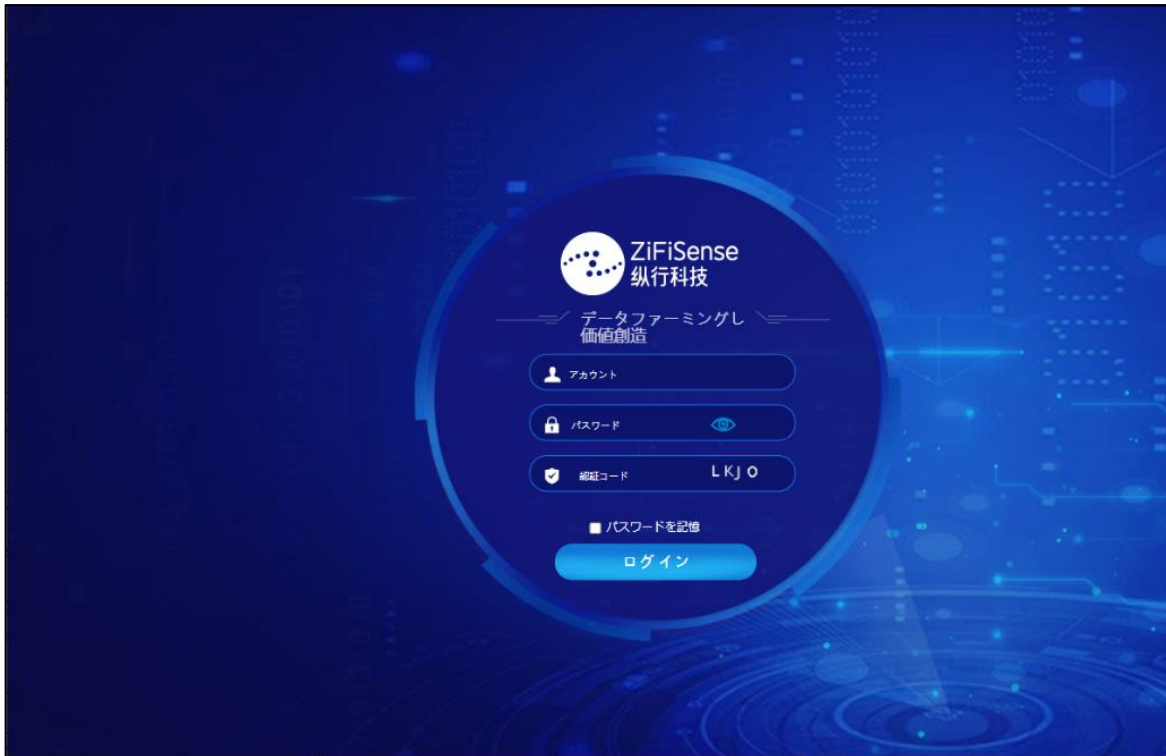 ZiFiSense
纵行科技
データファーミングし
価値創造
アカウント
パスワード
認証コード
LKJO
パスワードを記憶
ログイン